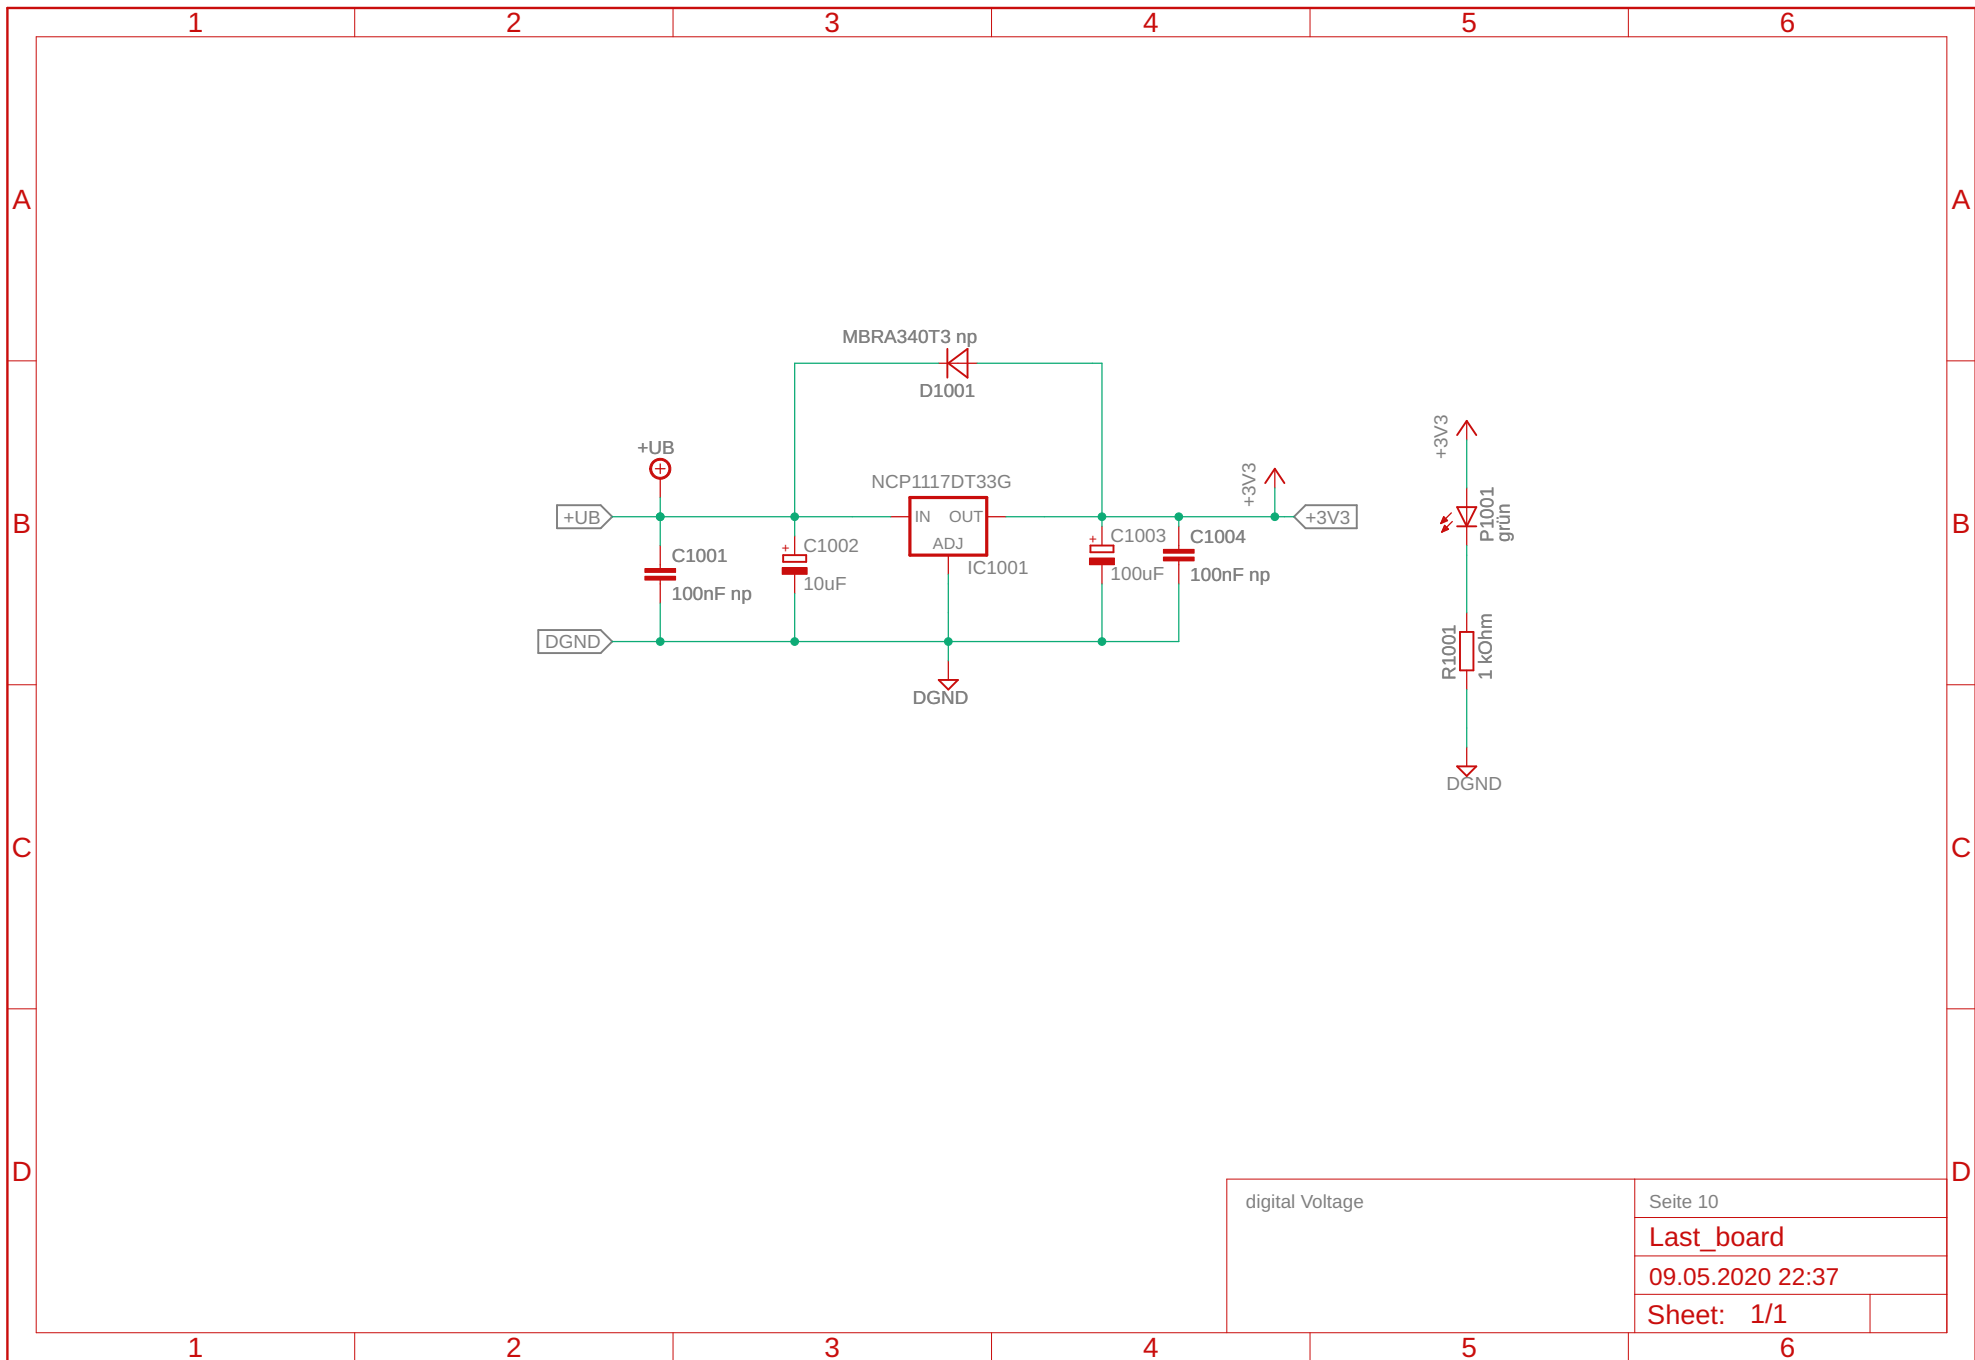 1 2 3 4 5 6
A A
MBRA340T3 np
D1001
+3V3
+UB
NCP1117DT33G
+3V3
P1001
grün
B B
+UB
IN OUT
+3V3
ADJ
C1001
100nF np
C1002
10uF
IC1001
C1003
100uF
C1004
100nF np
DGND
R1001
1 kOhm
DGND
DGND
C C
D D
digital Voltage
Seite 10
Last_board
09.05.2020 22:37
Sheet: 1/1
1 2 3 4 5 6